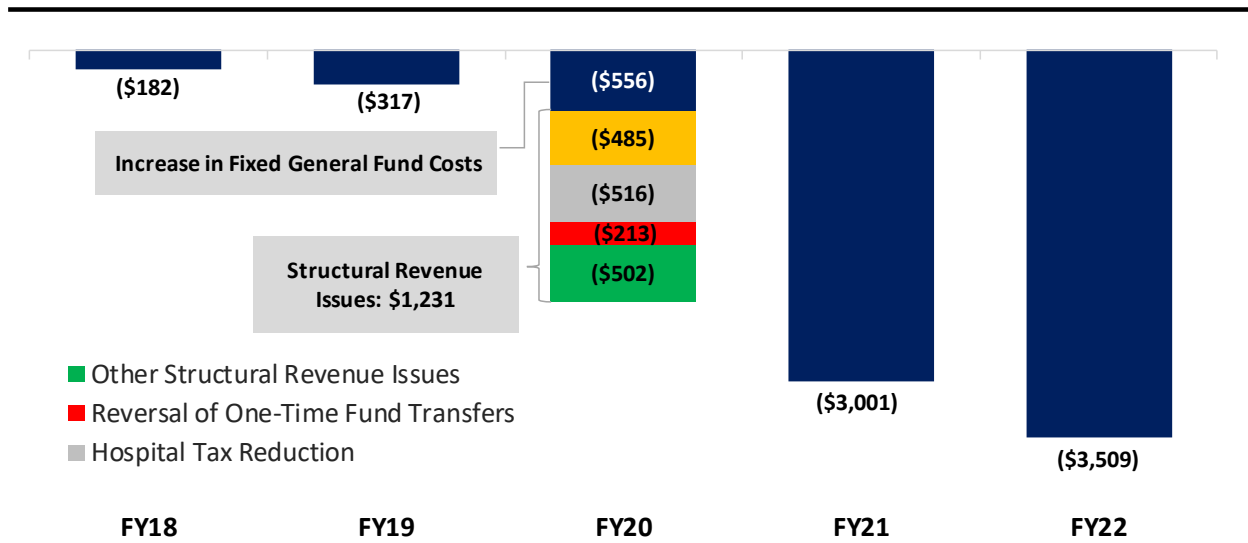 ($182)
($317)
($556)
($485)
Increase in Fixed General Fund Costs
($516)
($213)
Structural Revenue
Issues: $1,231
($502)
Other Structural Revenue Issues
Reversal of One-Time Fund Transfers
Hospital Tax Reduction
($3,001)
($3,509)
FY18
FY19
FY20
FY21
FY22